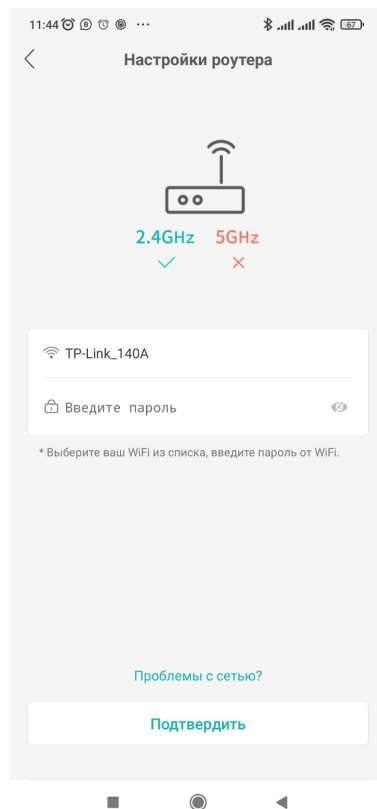 11:44 B ... 67
Настройки роутера
2.4GHz 5GHz
TP-Link_140A
Введите пароль
* Выберите ваш WiFi из списка, введите пароль от WiFi.
Проблемы с сетью?
Подтвердить